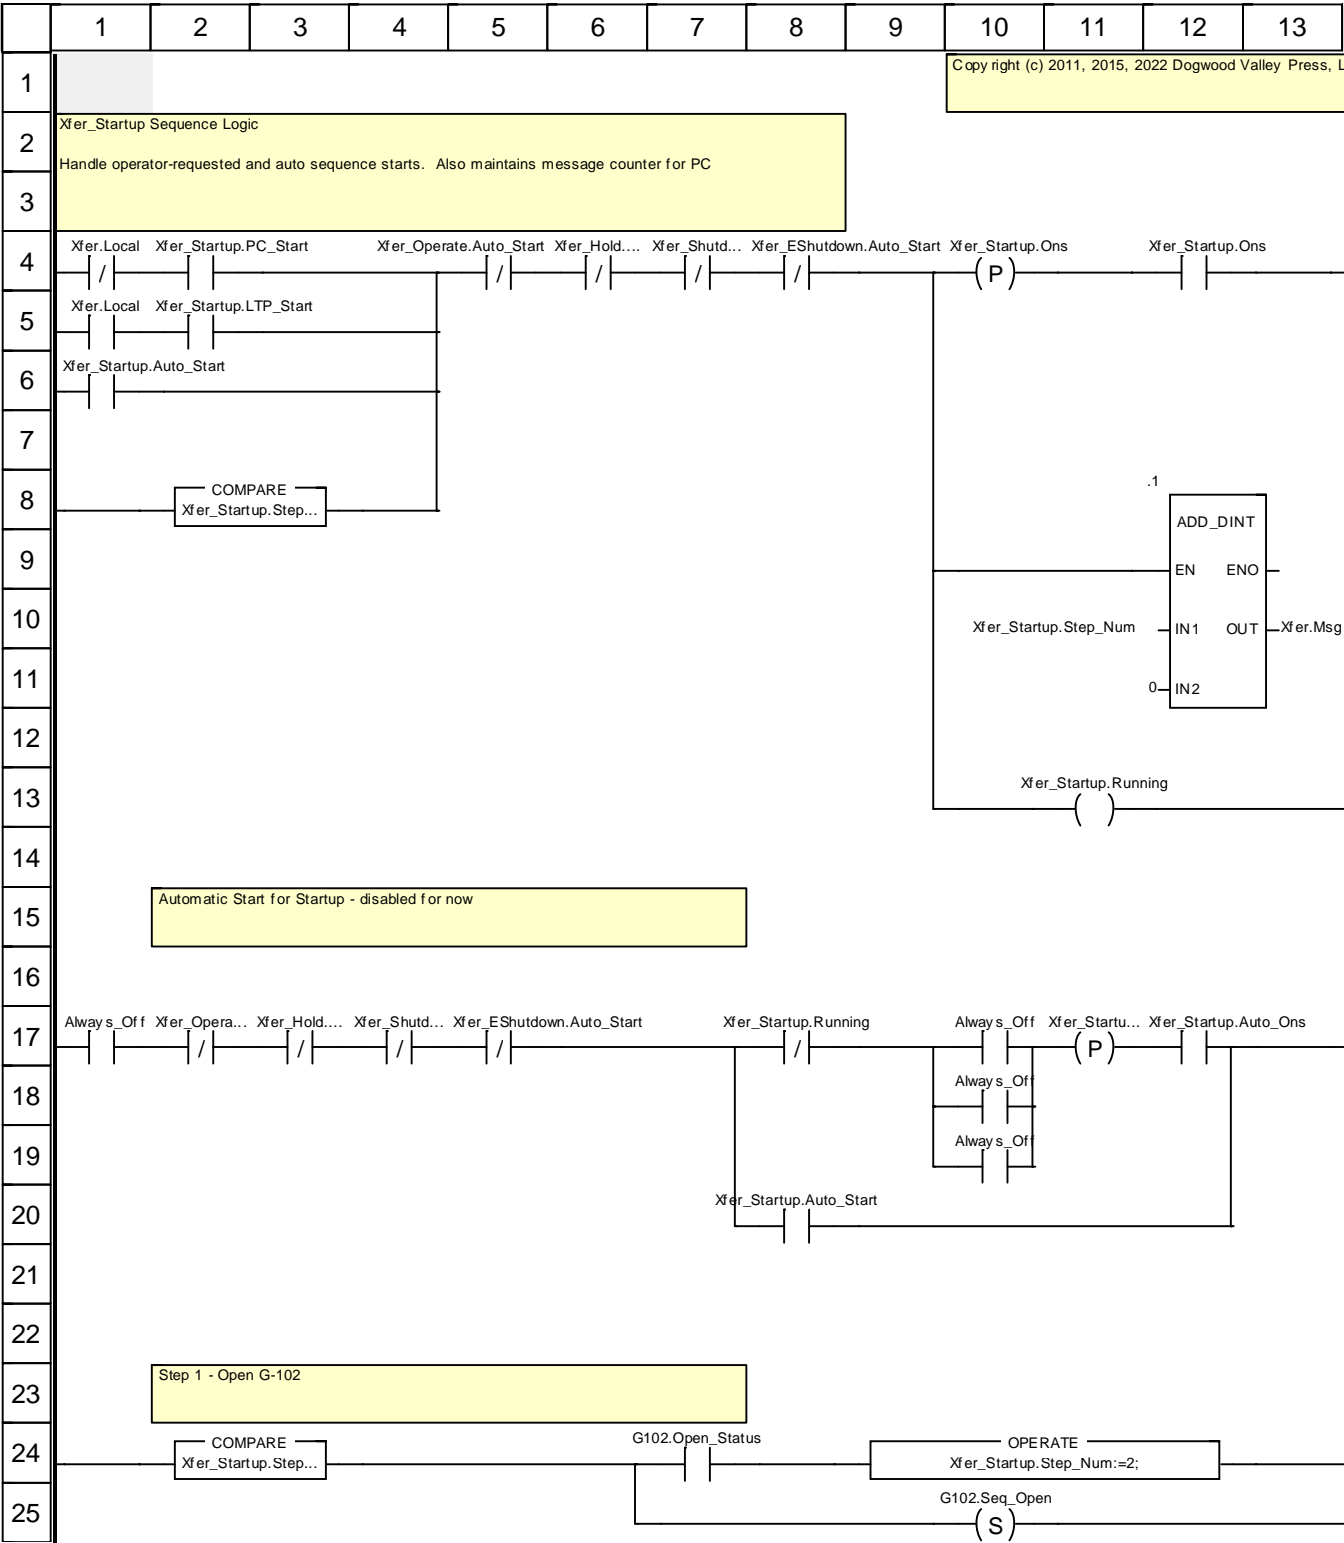 1 2 3 4 5 6 7 8 9 10 11 12 13
1
Copyright (c) 2011, 2015, 2022 Dogwood Valley Press, L
2
Xfer_Startup Sequence Logic
Handle operator-requested and auto sequence starts. Also maintains message counter for PC
3
Xfer.Local Xfer_Startup.PC_Start Xfer_Operate.Auto_Start Xfer_Hold.... Xfer_Shutd... Xfer_EShutdown.Auto_Start Xfer_Startup.Ons Xfer_Startup.Ons
4 / / / / / P
Xfer.Local Xfer_Startup.LTP_Start
5
Xfer_Startup.Auto_Start
6
7
8
COMPARE
Xfer_Startup.Step...
.1
ADD_DINT
9
EN ENO
10
Xfer_Startup.Step_Num IN1 OUT Xfer.Msg
11
0 IN2
12
Xfer_Startup.Running
13 ( )
14
15
Automatic Start for Startup - disabled for now
16
Always_Off Xfer_Opera... Xfer_Hold.... Xfer_Shutd... Xfer_EShutdown.Auto_Start Xfer_Startup.Running Always_Off Xfer_Startu... Xfer_Startup.Auto_Ons
17 / / / / / P
Always_Off
18
Always_Off
19
Xfer_Startup.Auto_Start
20
21
22
23
Step 1 - Open G-102
24
COMPARE
Xfer_Startup.Step...
G102.Open_Status
OPERATE
Xfer_Startup.Step_Num:=2;
G102.Seq_Open
25 S